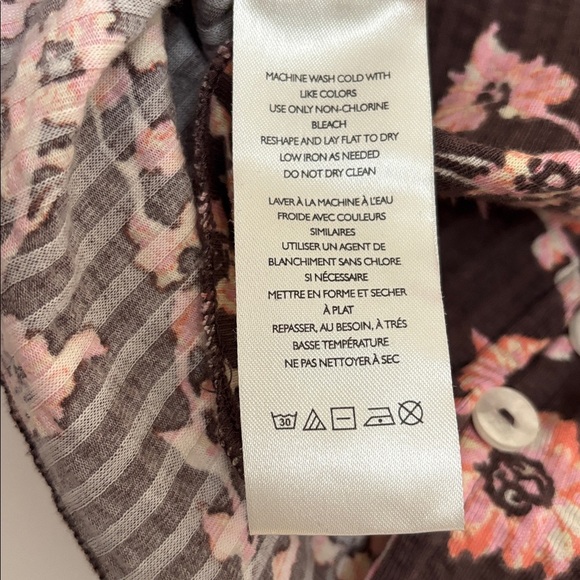 MACHINE WASH COLD WITH
LIKE COLORS
USE ONLY NON-CHLORINE
BLEACH
RESHAPE AND LAY FLAT TO DRY
LOW IRON AS NEEDED
DO NOT DRY CLEAN
LAVER À LA MACHINE À L'EAU
FROIDE AVEC COULEURS
SIMILAIRES
UTILISER UN AGENT DE
BLANCHIMENT SANS CHLORE
SI NÉCESSAIRE
METTRE EN FORME ET SECHER
À PLAT
REPASSER, AU BESOIN, À TRÉS
BASSE TEMPÉRATURE
NE PAS NETTOYER À SEC
30